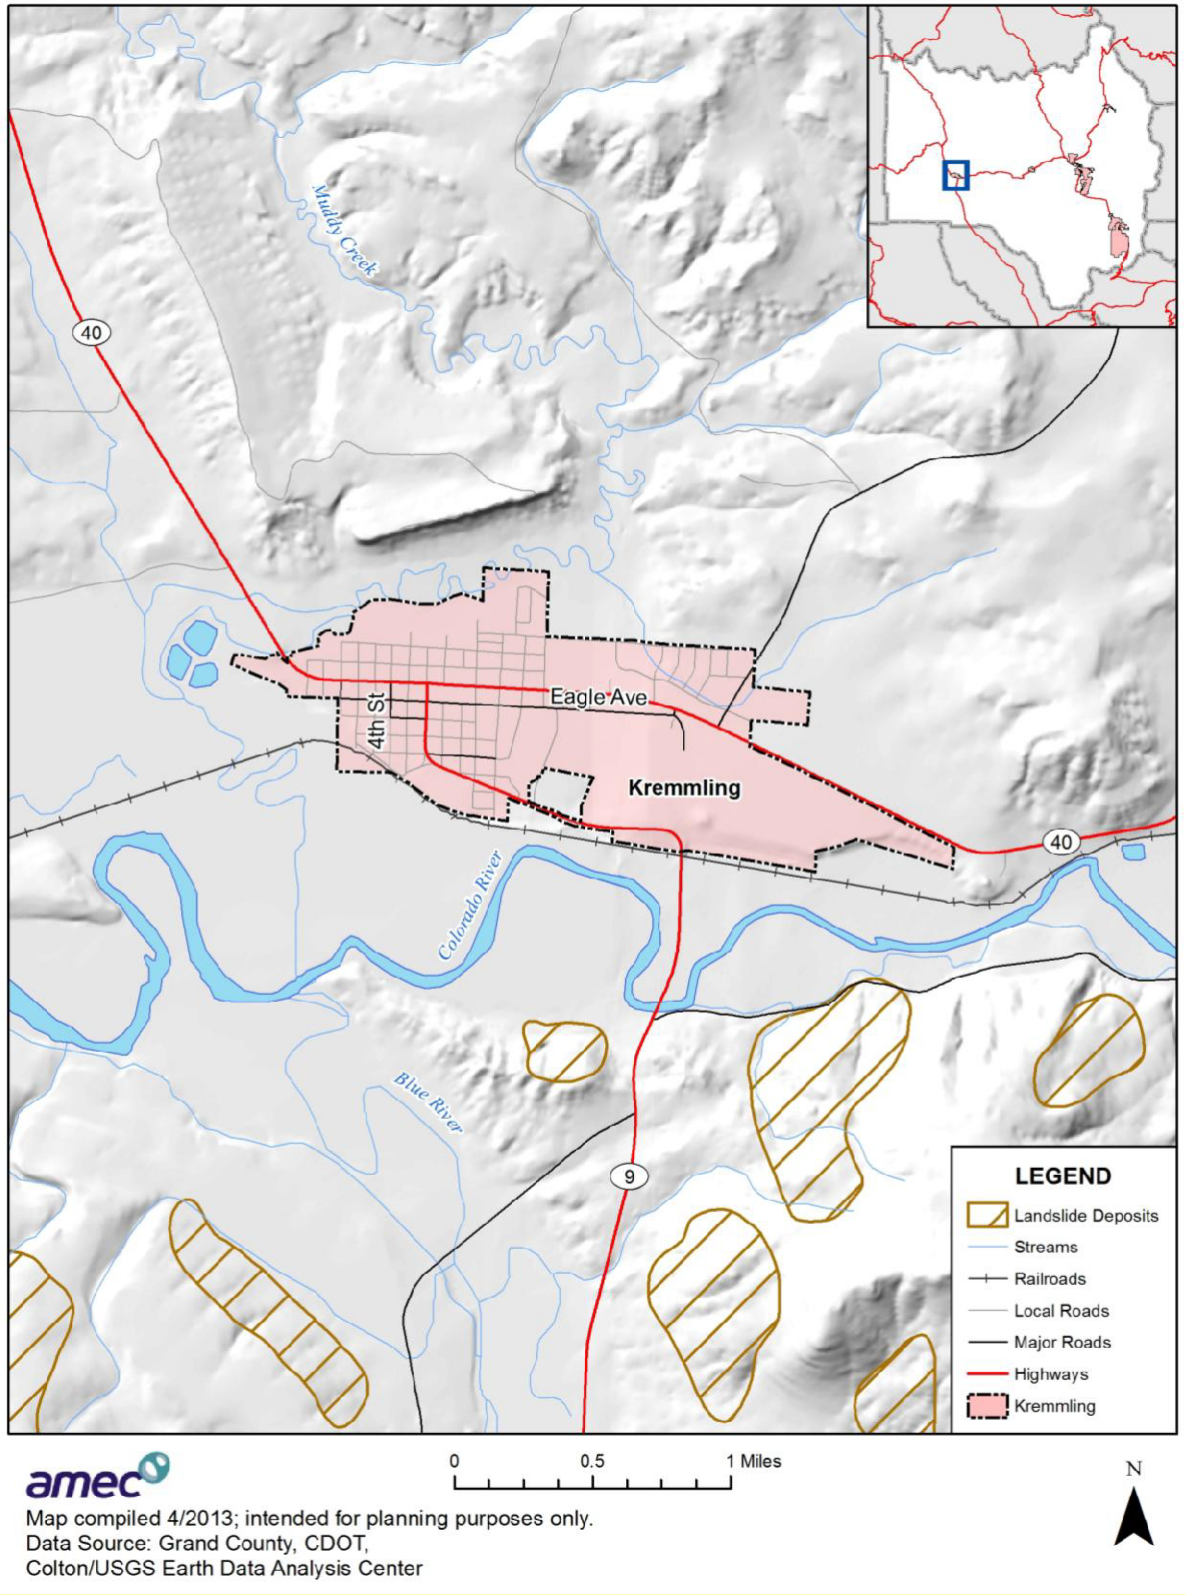 Muddy Creek
40
4th St
Eagle Ave
Kremmling
40
Colorado River
Blue River
9
LEGEND
Landslide Deposits
Streams
Railroads
Local Roads
Major Roads
Highways
Kremmling
amec
0 0.5 1 Miles
N
Map compiled 4/2013; intended for planning purposes only.
Data Source: Grand County, CDOT,
Colton/USGS Earth Data Analysis Center